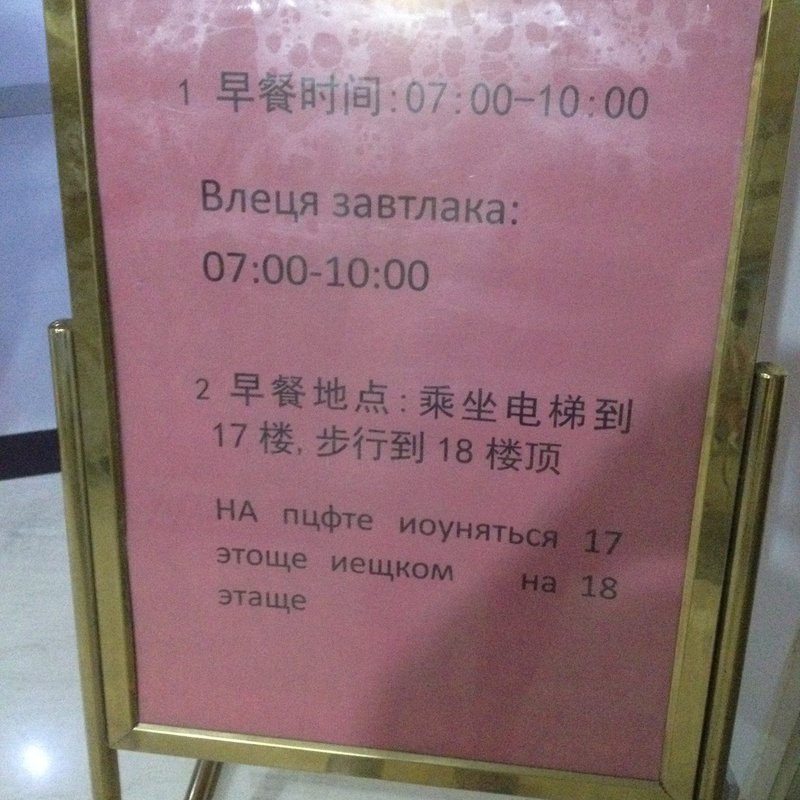 1 早餐时间:07:00-10:00
Влеця завтлака:
07:00-10:00
2 早餐地点:乘坐电梯到
17 楼,步行到 18 楼顶
НА пцфте иоуняться 17
этоще иещком на 18
этаще